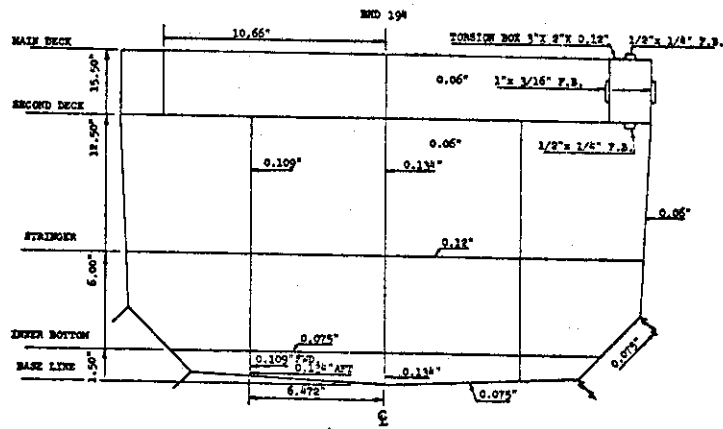 BHD 194
10.66"
MAIN DECK
TORSION BOX 3"X 2"X 0.12"
1/2"x 1/4" F.B.
15.50"
0.06"
1"x 3/16" F.B.
SECOND DECK
12.50"
0.06"
1/2"x 1/4" F.B.
0.109"
0.134"
0.06"
STRINGER
0.12"
6.00"
INNER BOTTOM
0.075"
0.109" FWD
0.134" AFT
0.075"
BASE LINE
1.50"
0.134"
6.472"
0.075"